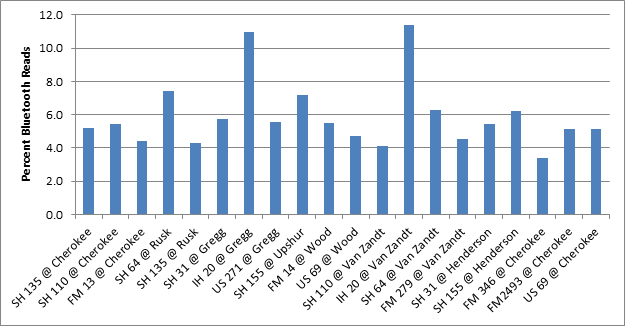 12.0
10.0
8.0
6.0
4.0
2.0
0.0
Percent Bluetooth Reads
SH 135 @ Cherokee
SH 110 @ Cherokee
FM 13 @ Cherokee
SH 64 @ Rusk
SH 135 @ Rusk
SH 31 @ Gregg
IH 20 @ Gregg
US 271 @ Gregg
SH 155 @ Upshur
FM 14 @ Wood
US 69 @ Wood
SH 110 @ Van Zandt
IH 20 @ Van Zandt
SH 64 @ Van Zandt
FM 279 @ Van Zandt
SH 31 @ Henderson
SH 155 @ Henderson
FM 346 @ Cherokee
FM2493 @ Cherokee
US 69 @ Cherokee